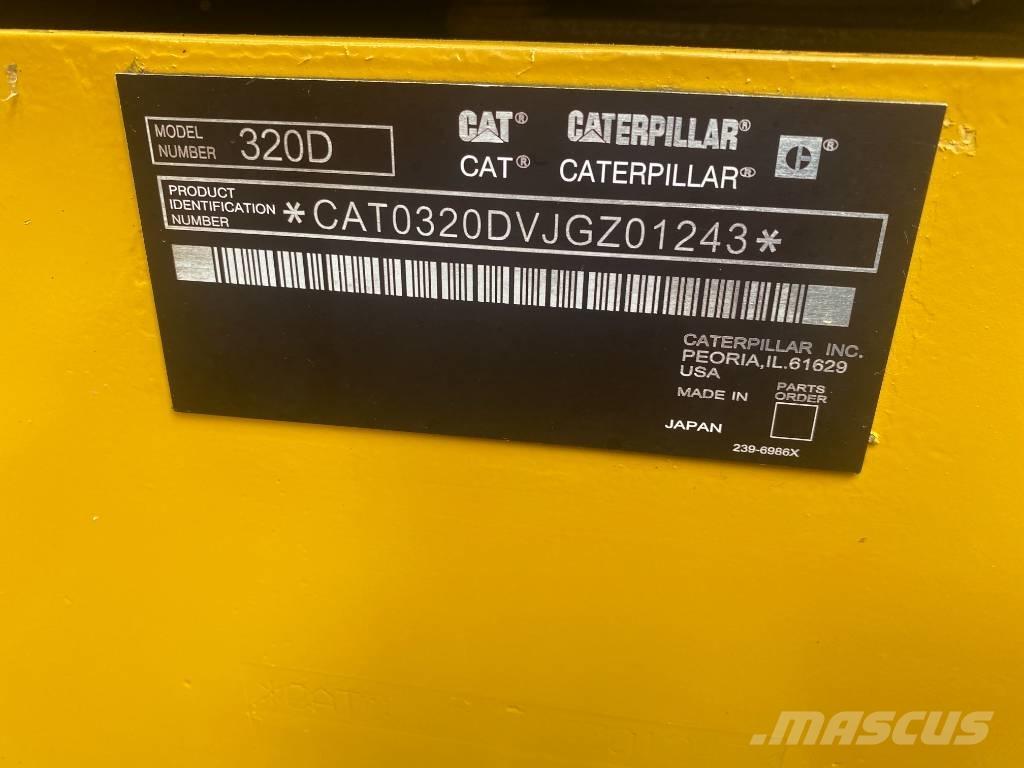 MODEL NUMBER 320D
CAT® CATERPILLAR®
CAT® CATERPILLAR®
PRODUCT
IDENTIFICATION
NUMBER
*CAT0320DVJGZ01243*
CATERPILLAR INC.
PEORIA,IL.61629
USA
MADE IN
JAPAN
PARTS
ORDER
239-6986X
*CAT
MASCUS